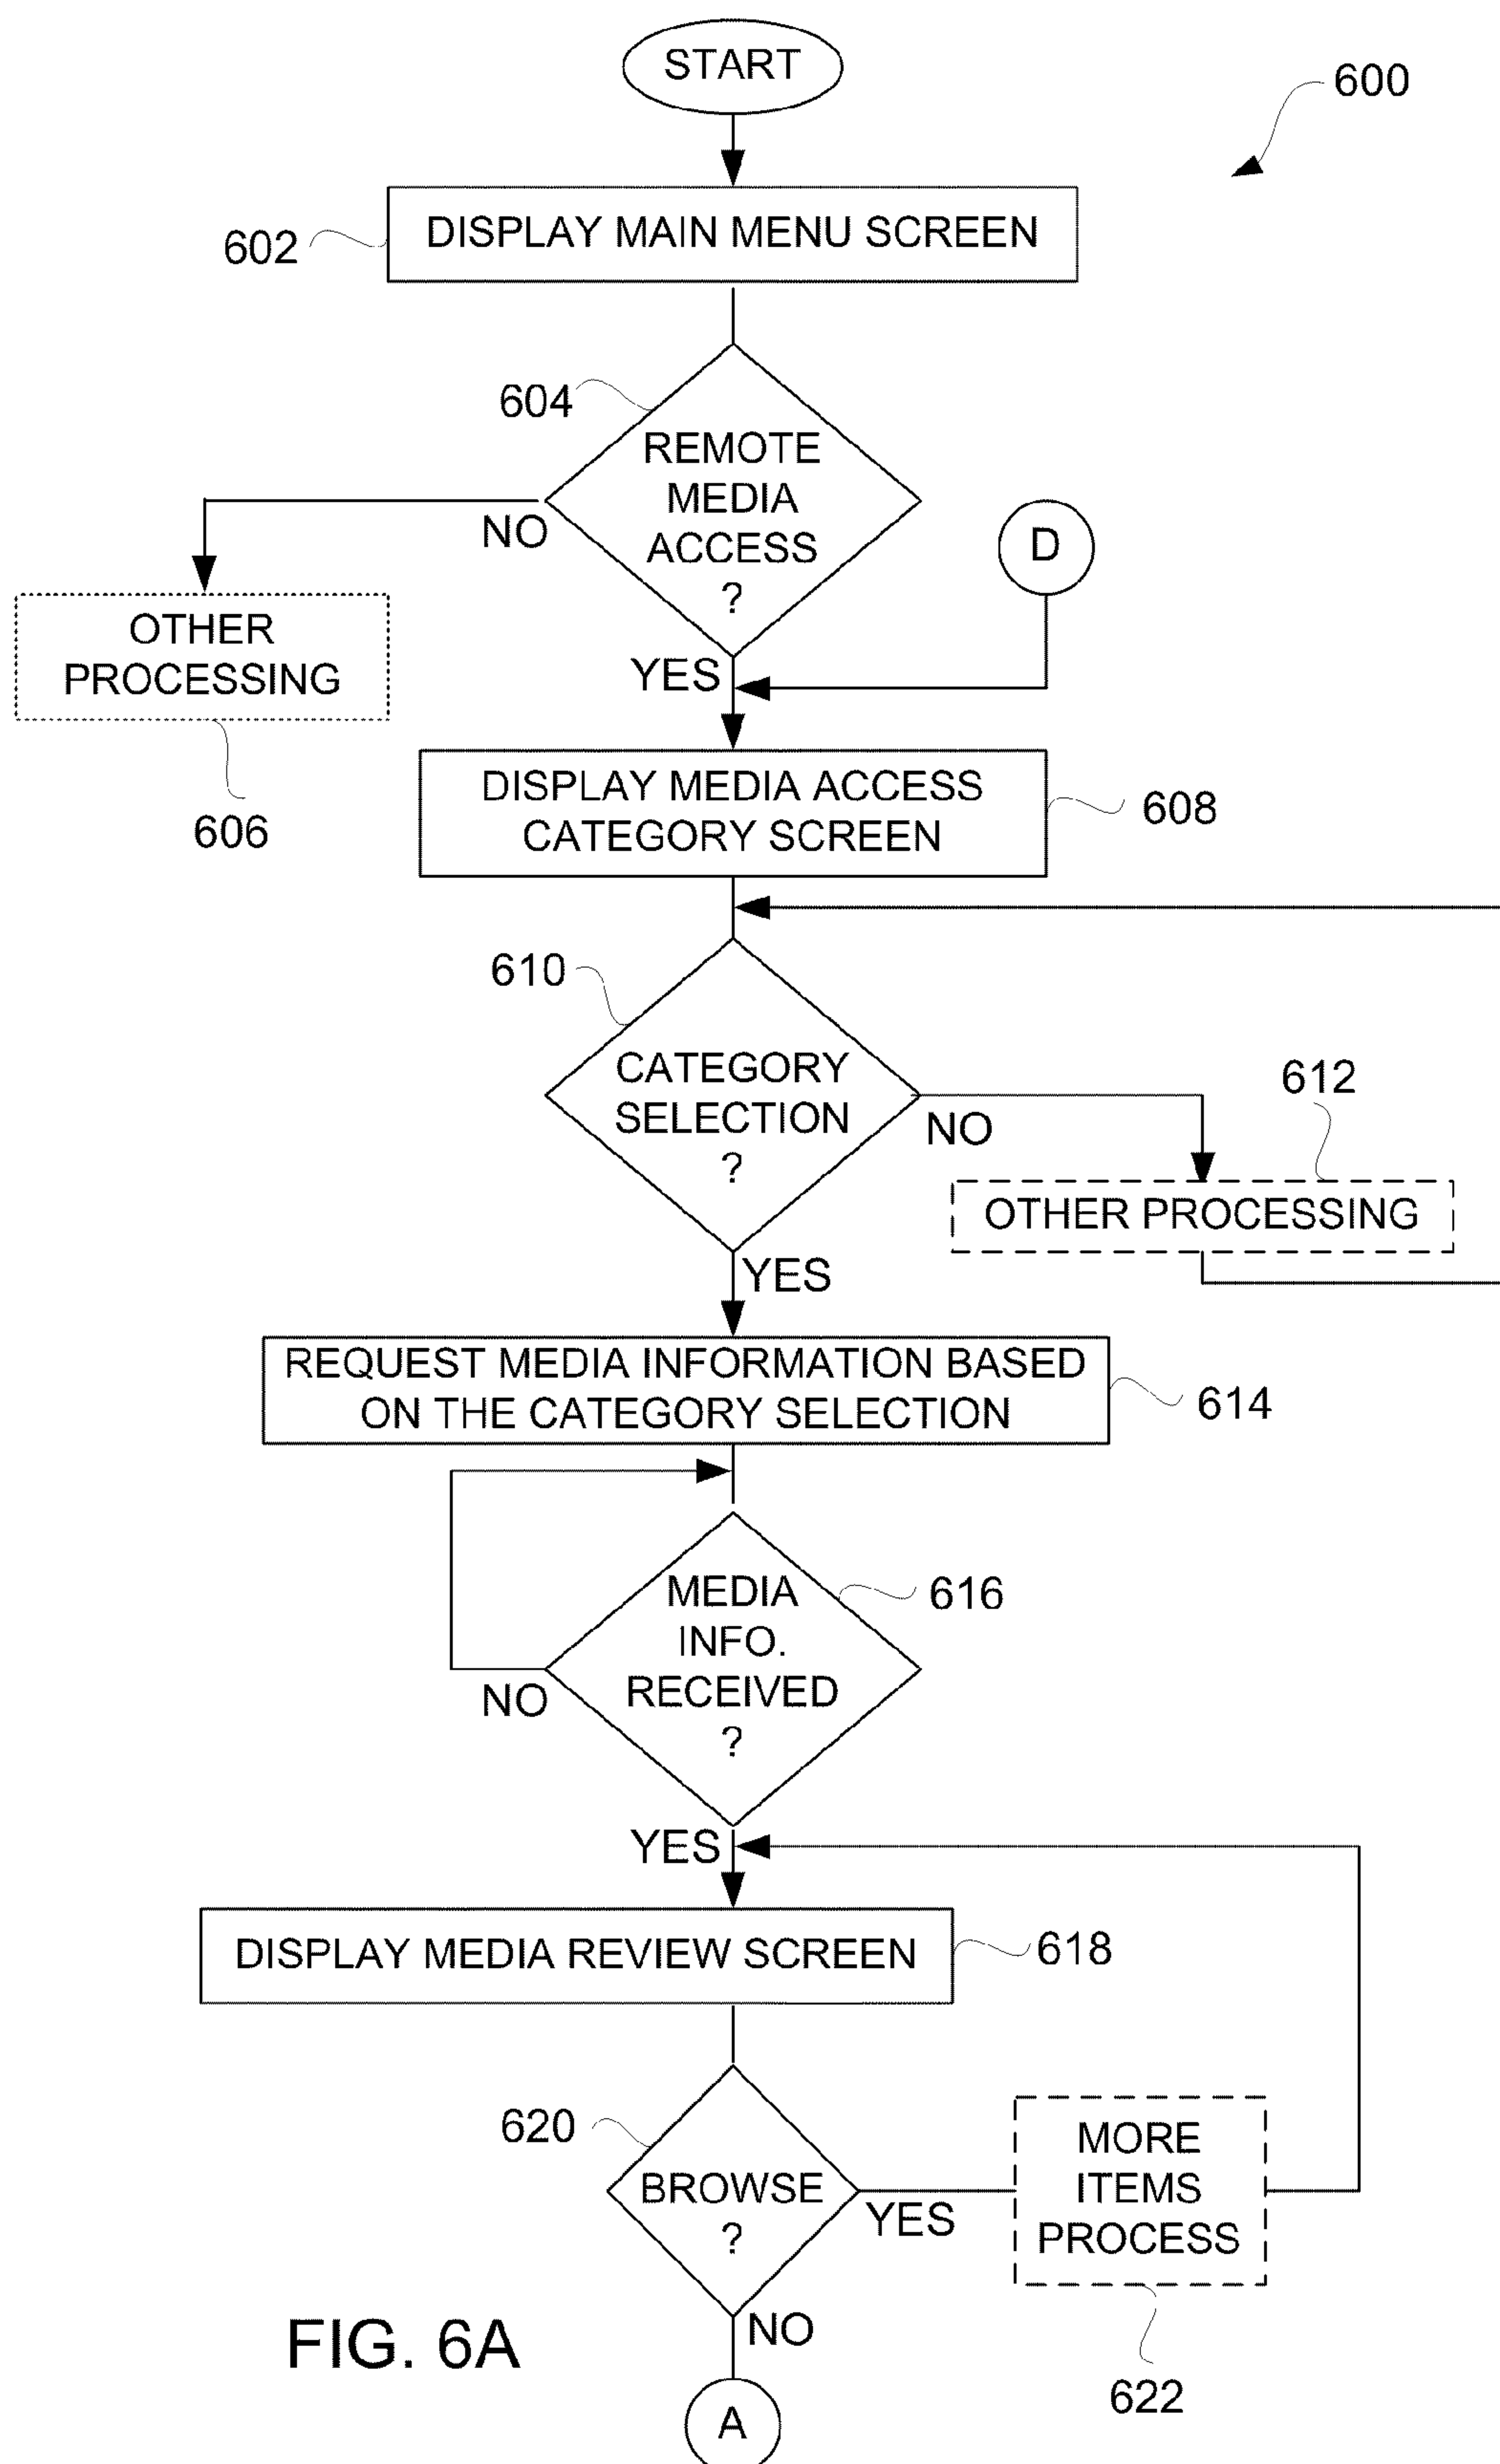 START
600
DISPLAY MAIN MENU SCREEN
602
604
REMOTE
MEDIA
ACCESS
?
NO
D
OTHER
PROCESSING
YES
606
DISPLAY MEDIA ACCESS
CATEGORY SCREEN
608
610
CATEGORY
SELECTION
?
NO
612
OTHER PROCESSING
YES
REQUEST MEDIA INFORMATION BASED
ON THE CATEGORY SELECTION
614
MEDIA
INFO.
RECEIVED
?
616
NO
YES
DISPLAY MEDIA REVIEW SCREEN
618
620
BROWSE
?
YES
MORE
ITEMS
PROCESS
622
NO
FIG. 6A
A